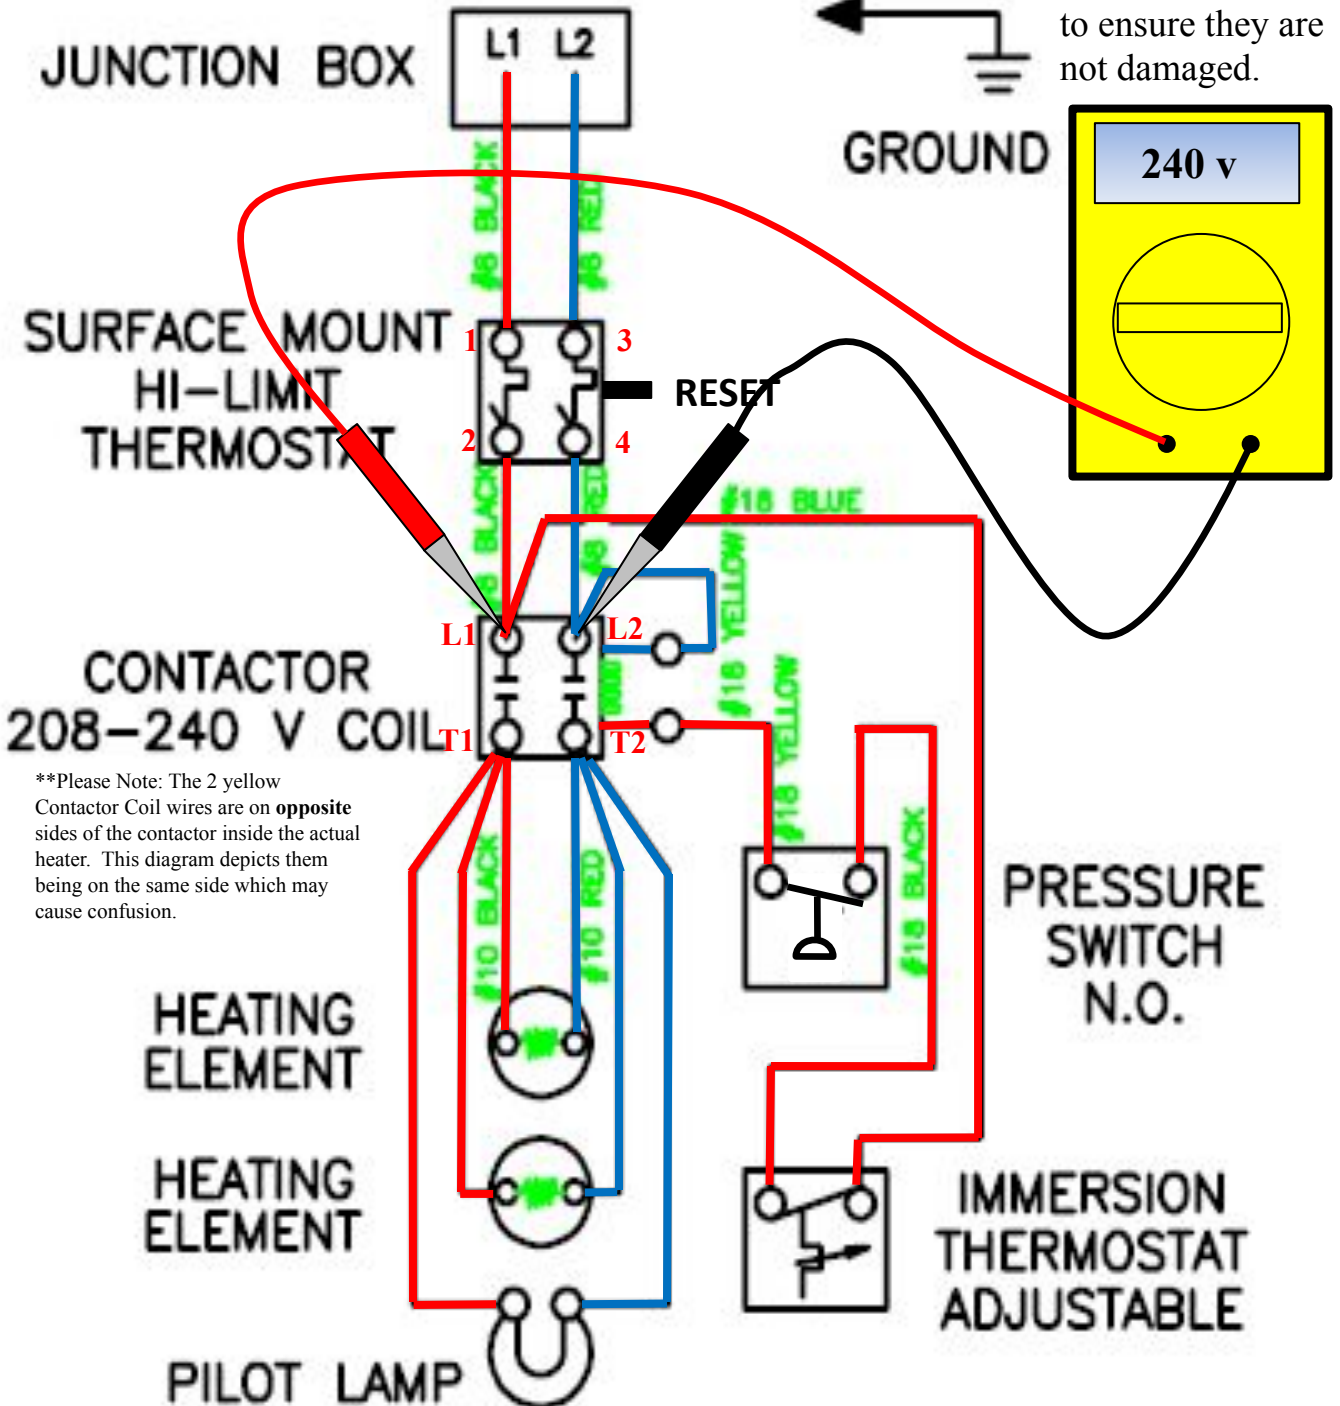 to ensure they are
not damaged.
JUNCTION BOX
L1 L2
GROUND
240 v
#8 BLACK
#8 RED
SURFACE MOUNT
HI-LIMIT
THERMOSTAT
1
3
2
4
RESET
#8 BLACK
#8 RED
#18 BLUE
#18 YELLOW
L1
L2
CONTACTOR
208-240 V COIL
T1
T2
#18 YELLOW
**Please Note: The 2 yellow
Contactor Coil wires are on opposite
sides of the contactor inside the actual
heater. This diagram depicts them
being on the same side which may
cause confusion.
#10 BLACK
#10 RED
#18 BLACK
PRESSURE
SWITCH
N.O.
HEATING
ELEMENT
HEATING
ELEMENT
IMMERSION
THERMOSTAT
ADJUSTABLE
PILOT LAMP